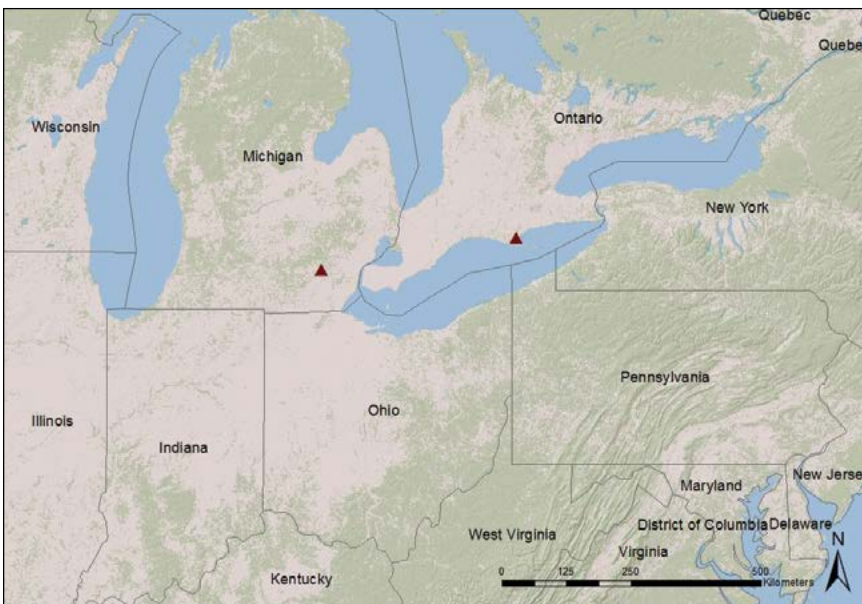 Quebec
Quebe
Wisconsin
Ontario
Michigan
New York
Pennsylvania
Illinois
Ohio
Indiana
Maryland
New Jerse
District of Columbia
Delaware
West Virginia
Virginia
N
Kentucky
0 125 250 500
Kilometers